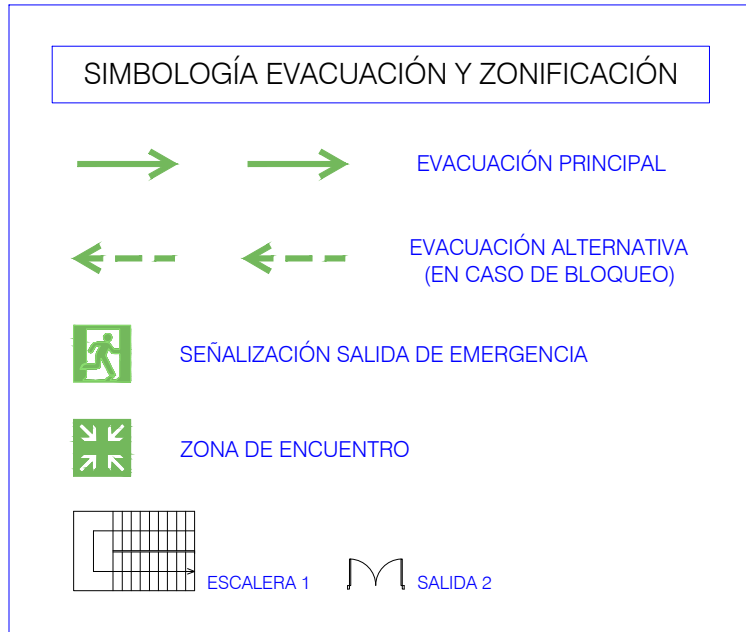 SIMBOLOGÍA EVACUACIÓN Y ZONIFICACIÓN
EVACUACIÓN PRINCIPAL
EVACUACIÓN ALTERNATIVA
(EN CASO DE BLOQUEO)
SEÑALIZACIÓN SALIDA DE EMERGENCIA
ZONA DE ENCUENTRO
ESCALERA 1
SALIDA 2